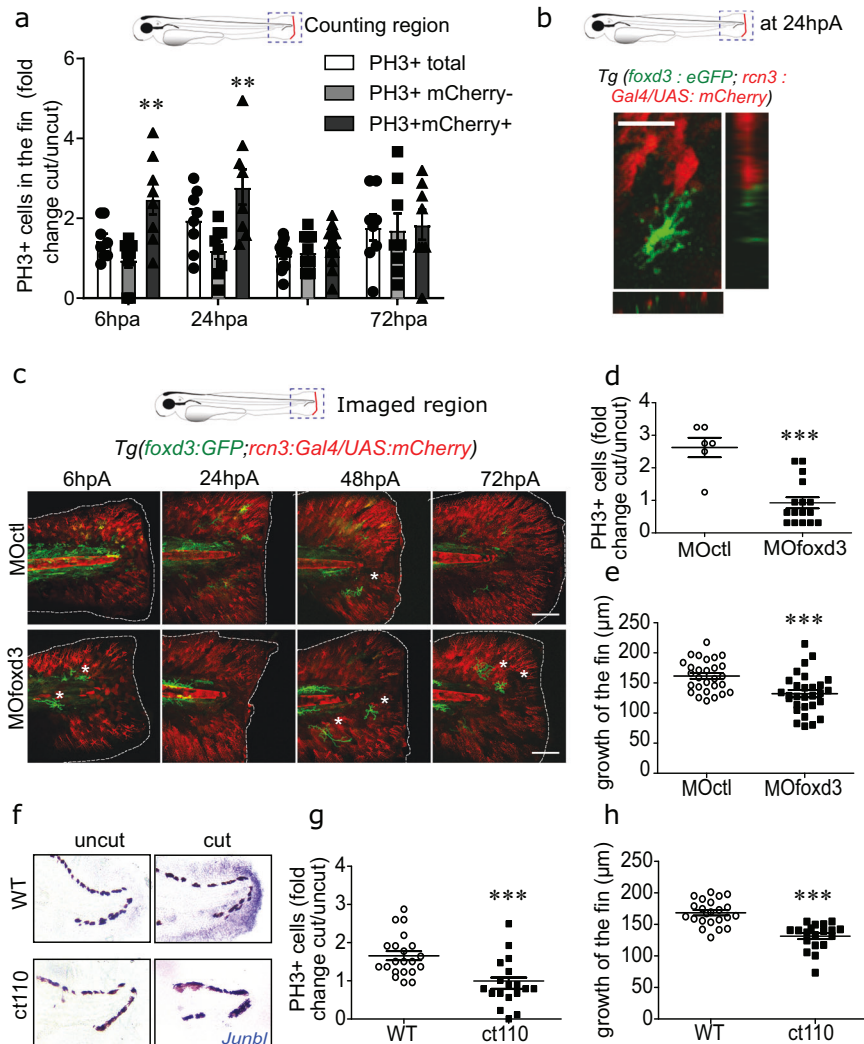 a
Counting region
PH3+ cells in the fin (fold
change cut/uncut)
6
4
2
0
**
**
PH3+ total
PH3+ mCherry-
PH3+mCherry+
6hpa
24hpa
72hpa
b
at 24hpA
Tg (foxd3 : eGFP; rcn3 :
Gal4/UAS: mCherry)
c
Imaged region
Tg(foxd3:GFP;rcn3:Gal4/UAS:mCherry)
6hpA
24hpA
48hpA
72hpA
MOctl
*
MOfoxd3
*
*
*
*
*
*
d
PH3+ cells (fold
change cut/uncut)
4
3
2
1
0
***
MOctl
MOfoxd3
e
growth of the fin (µm)
250
200
150
100
50
0
***
MOctl
MOfoxd3
f
uncut
cut
WT
ct110
Junbl
g
PH3+ cells (fold
change cut/uncut)
4
3
2
1
0
***
WT
ct110
h
growth of the fin (µm)
250
200
150
100
50
0
***
WT
ct110